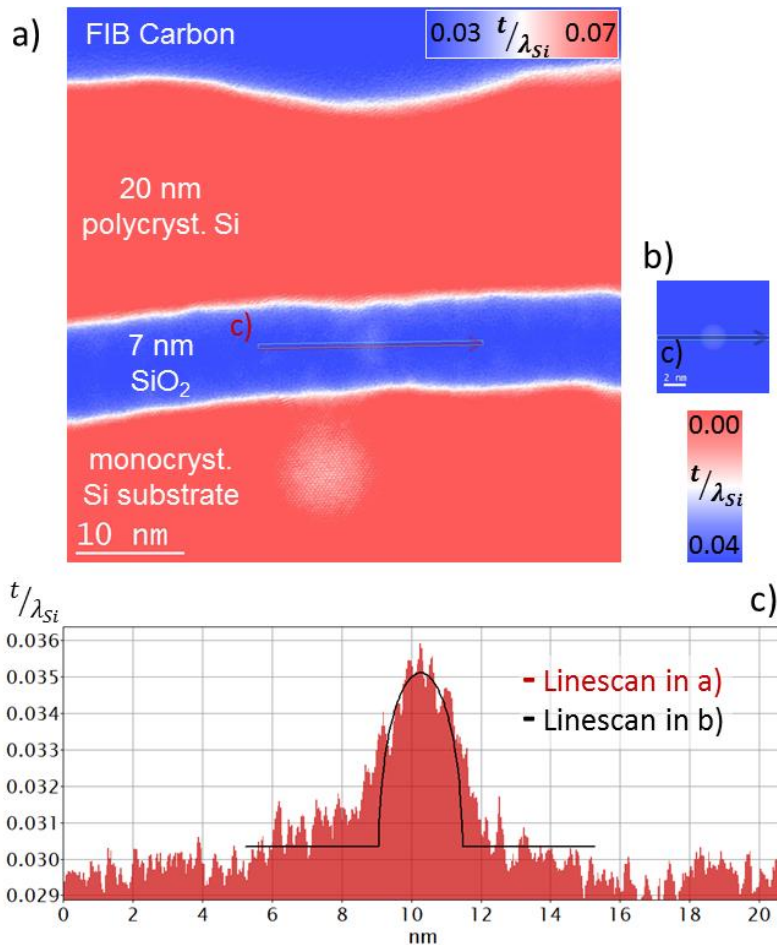 a)
FIB Carbon
0.03 t/λSi 0.07
20 nm
polycryst. Si
c)
7 nm
SiO2
monocryst.
Si substrate
10 nm
b)
c)
2 nm
0.00
t/λSi
0.04
t/λSi
c)
0.036
0.035
0.034
0.033
0.032
0.031
0.030
0.029
Linescan in a)
Linescan in b)
0 2 4 6 8 10 12 14 16 18 20
nm